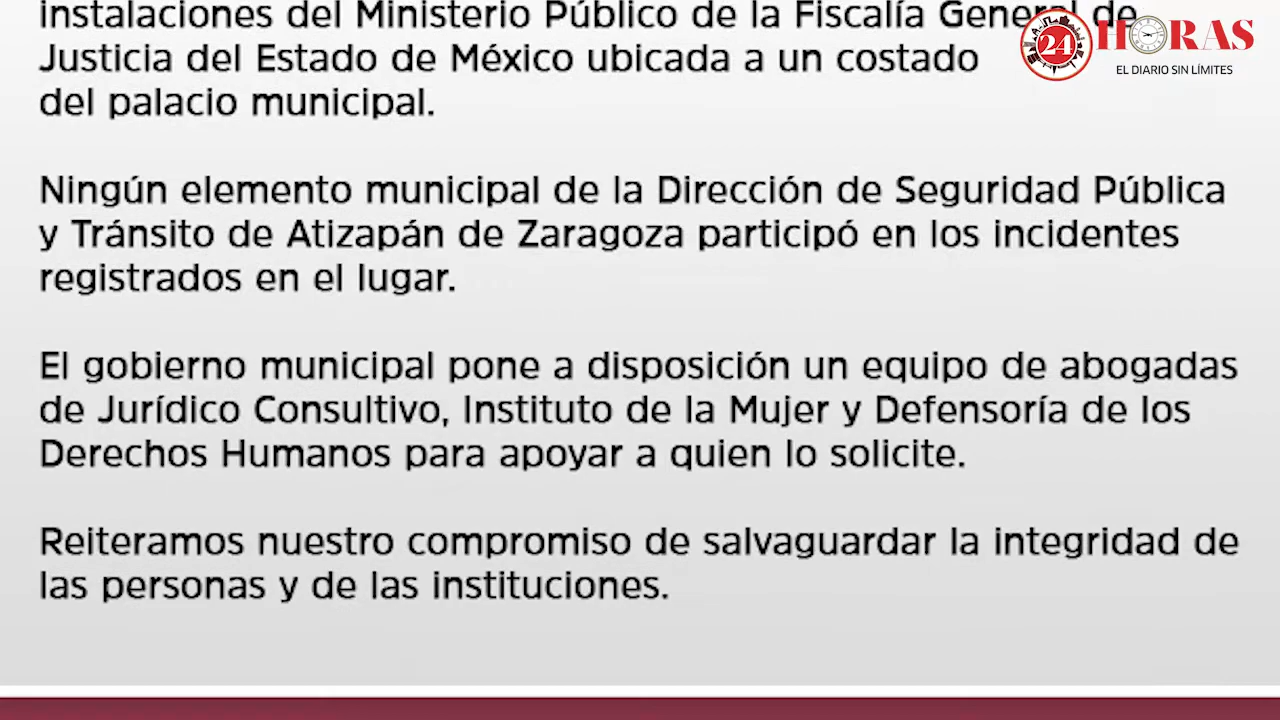 instalaciones del Ministerio Público de la Fiscalía General de
Justicia del Estado de México ubicada a un costado
del palacio municipal.
24 HORAS
EL DIARIO SIN LÍMITES
Ningún elemento municipal de la Dirección de Seguridad Pública
y Tránsito de Atizapán de Zaragoza participó en los incidentes
registrados en el lugar.
El gobierno municipal pone a disposición un equipo de abogadas
de Jurídico Consultivo, Instituto de la Mujer y Defensoría de los
Derechos Humanos para apoyar a quien lo solicite.
Reiteramos nuestro compromiso de salvaguardar la integridad de
las personas y de las instituciones.